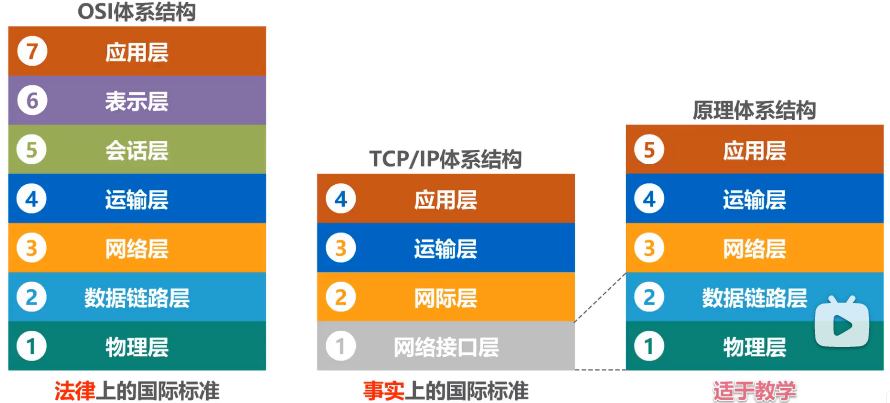 OSI体系结构
7 应用层
6 表示层
5 会话层
4 运输层
3 网络层
2 数据链路层
1 物理层
法律上的国际标准
TCP/IP体系结构
4 应用层
3 运输层
2 网际层
1 网络接口层
事实上的国际标准
原理体系结构
5 应用层
4 运输层
3 网络层
2 数据链路层
1 物理层
适于教学